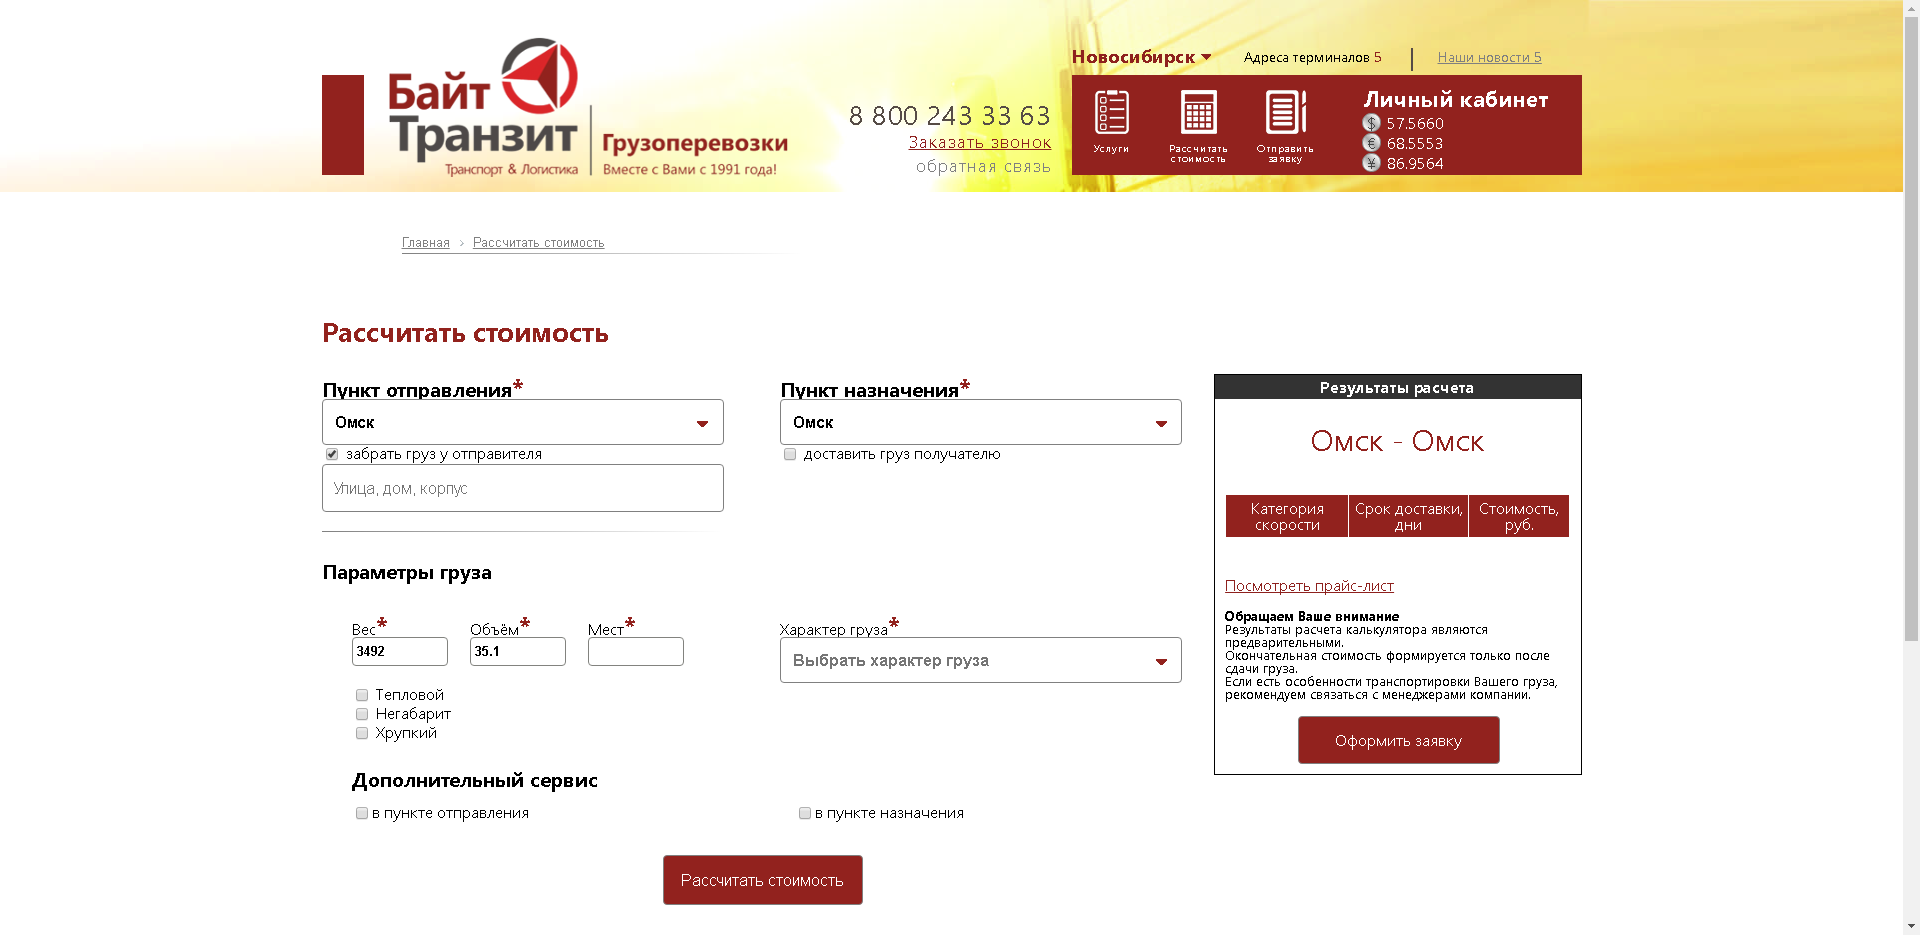 Байт
Транзит
Транспорт & Логистика
Грузоперевозки
Вместе с Вами с 1991 года!
8 800 243 33 63
Заказать звонок
обратная связь
Новосибирск
Адреса терминалов 5
Наши новости 5
Услуги
Рассчитать
стоимость
Отправить
заявку
Личный кабинет
$ 57.5660
€ 68.5553
¥ 86.9564
Главная > Рассчитать стоимость
Рассчитать стоимость
Пункт отправления*
Омск
забрать груз у отправителя
Улица, дом, корпус
Пункт назначения*
Омск
доставить груз получателю
Параметры груза
Вес*
3492
Объём*
35.1
Мест*
Характер груза*
Выбрать характер груза
Тепловой
Негабарит
Хрупкий
Дополнительный сервис
в пункте отправления
в пункте назначения
Рассчитать стоимость
Результаты расчета
Омск - Омск
Категория
скорости
Срок доставки,
дни
Стоимость,
руб.
Посмотреть прайс-лист
Обращаем Ваше внимание
Результаты расчета калькулятора являются
предварительными.
Окончательная стоимость формируется только после
сдачи груза.
Если есть особенности транспортировки Вашего груза,
рекомендуем связаться с менеджерами компании.
Оформить заявку